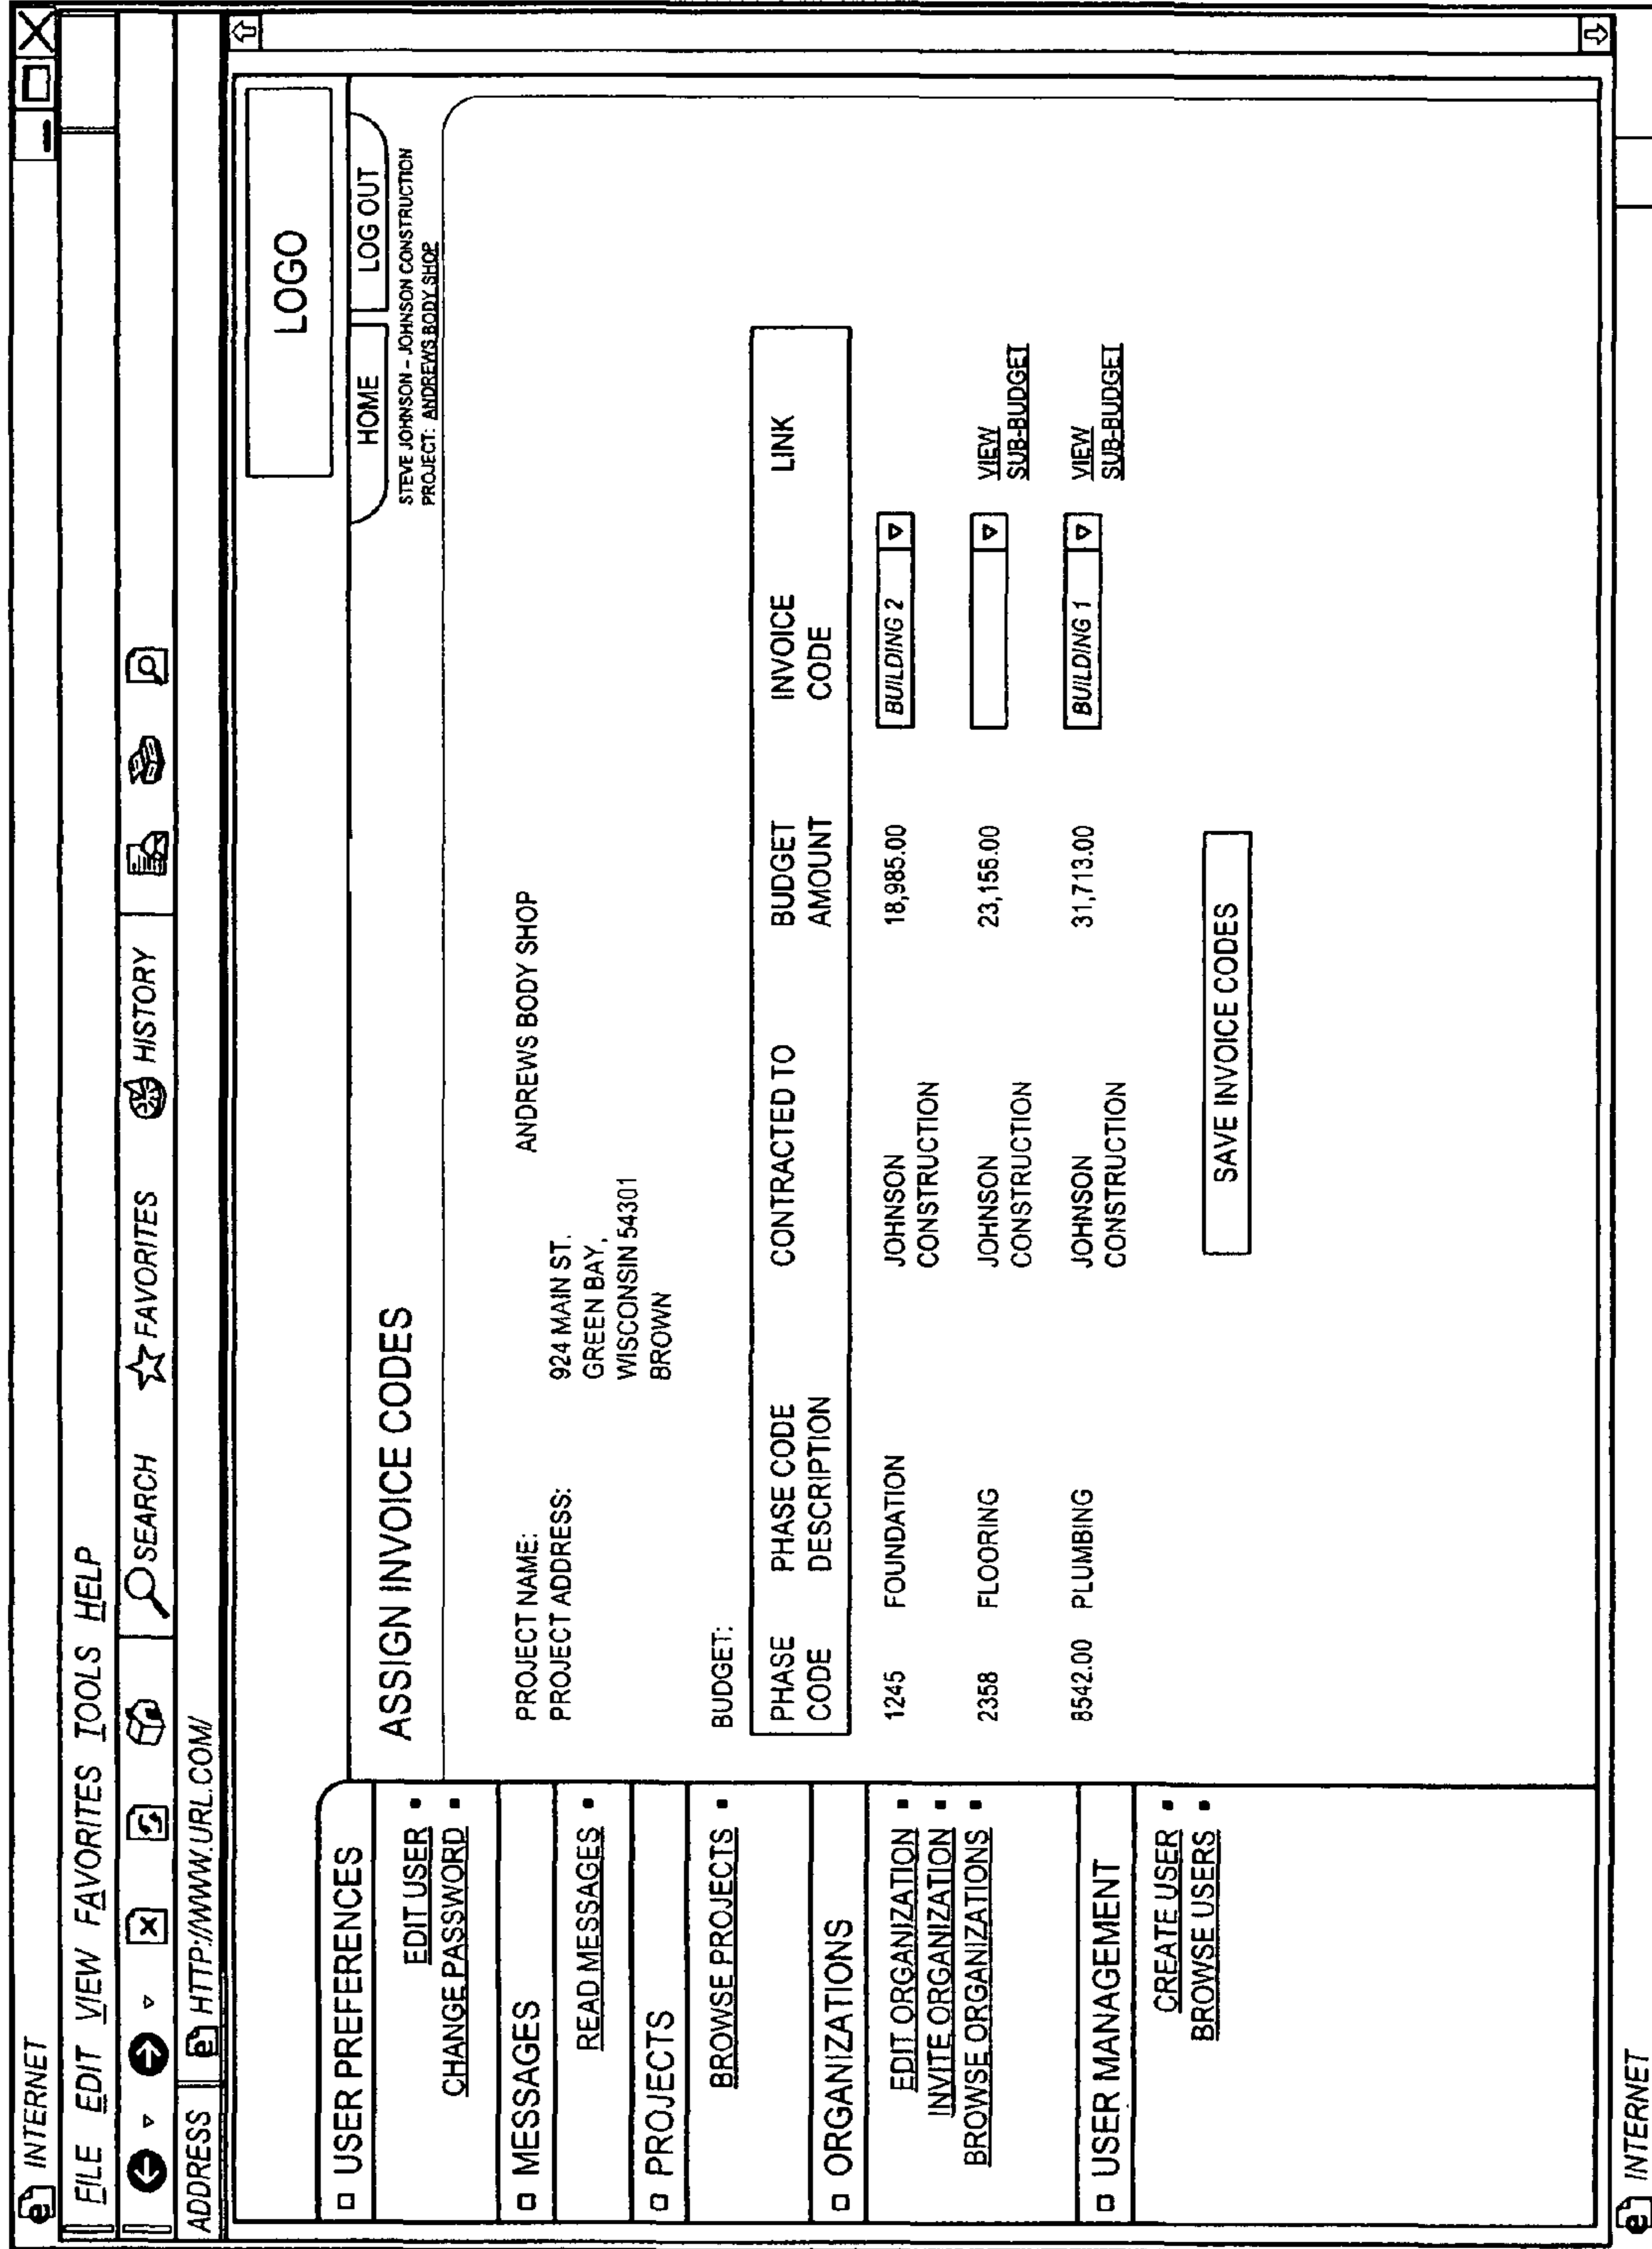 INTERNET
FILE EDIT VIEW FAVORITES TOOLS HELP
SEARCH FAVORITES HISTORY
ADDRESS HTTP://WWW.URL.COM/
LOGO
HOME LOG OUT
STEVE JOHNSON - JOHNSON CONSTRUCTION
PROJECT: ANDREWS BODY SHOP
USER PREFERENCES
EDIT USER
CHANGE PASSWORD
MESSAGES
READ MESSAGES
PROJECTS
BROWSE PROJECTS
ORGANIZATIONS
EDIT ORGANIZATION
INVITE ORGANIZATION
BROWSE ORGANIZATIONS
USER MANAGEMENT
CREATE USER
BROWSE USERS
ASSIGN INVOICE CODES
PROJECT NAME: ANDREWS BODY SHOP
PROJECT ADDRESS: 924 MAIN ST.
GREEN BAY,
WISCONSIN 54301
BROWN
BUDGET:
PHASE PHASE CODE CONTRACTED TO BUDGET INVOICE LINK
CODE DESCRIPTION AMOUNT CODE
1245 FOUNDATION JOHNSON 18,985.00 BUILDING 2
CONSTRUCTION
2358 FLOORING JOHNSON 23,156.00 VIEW
CONSTRUCTION SUB-BUDGET
8542.00 PLUMBING JOHNSON 31,713.00 BUILDING 1 VIEW
CONSTRUCTION SUB-BUDGET
SAVE INVOICE CODES
INTERNET